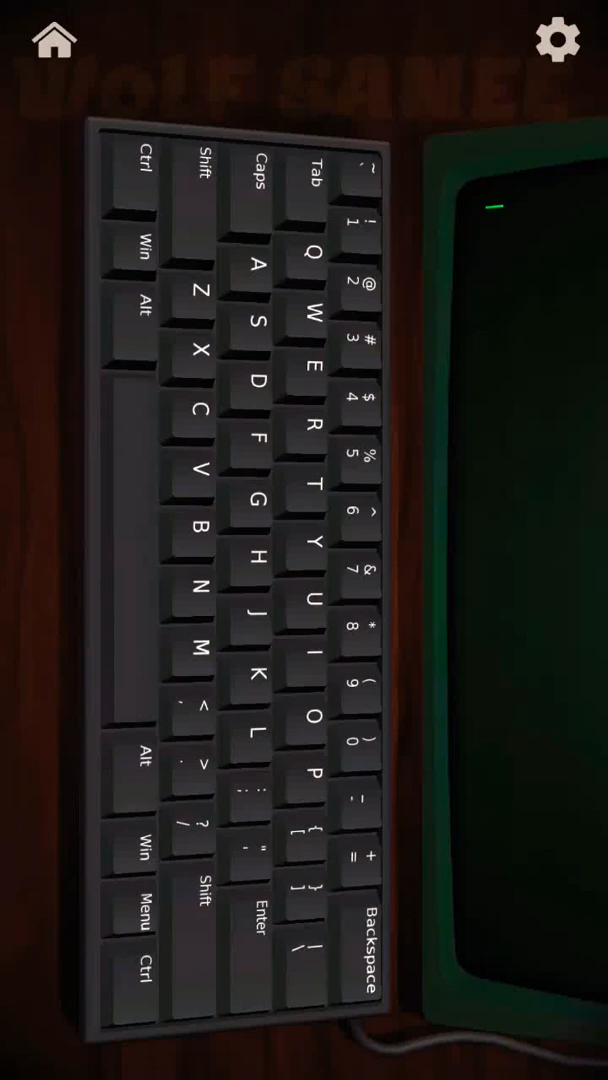 WOLF GAMES
~ `
! 1
@ 2
# 3
$ 4
% 5
^ 6
& 7
* 8
( 9
) 0
- -
+ =
Backspace
Tab
Q
W
E
R
T
Y
U
I
O
P
{ [
} ]
| \
Caps
A
S
D
F
G
H
J
K
L
: ;
" '
Enter
Shift
Z
X
C
V
B
N
M
< ,
> .
? /
Shift
Ctrl
Win
Alt
Alt
Win
Menu
Ctrl